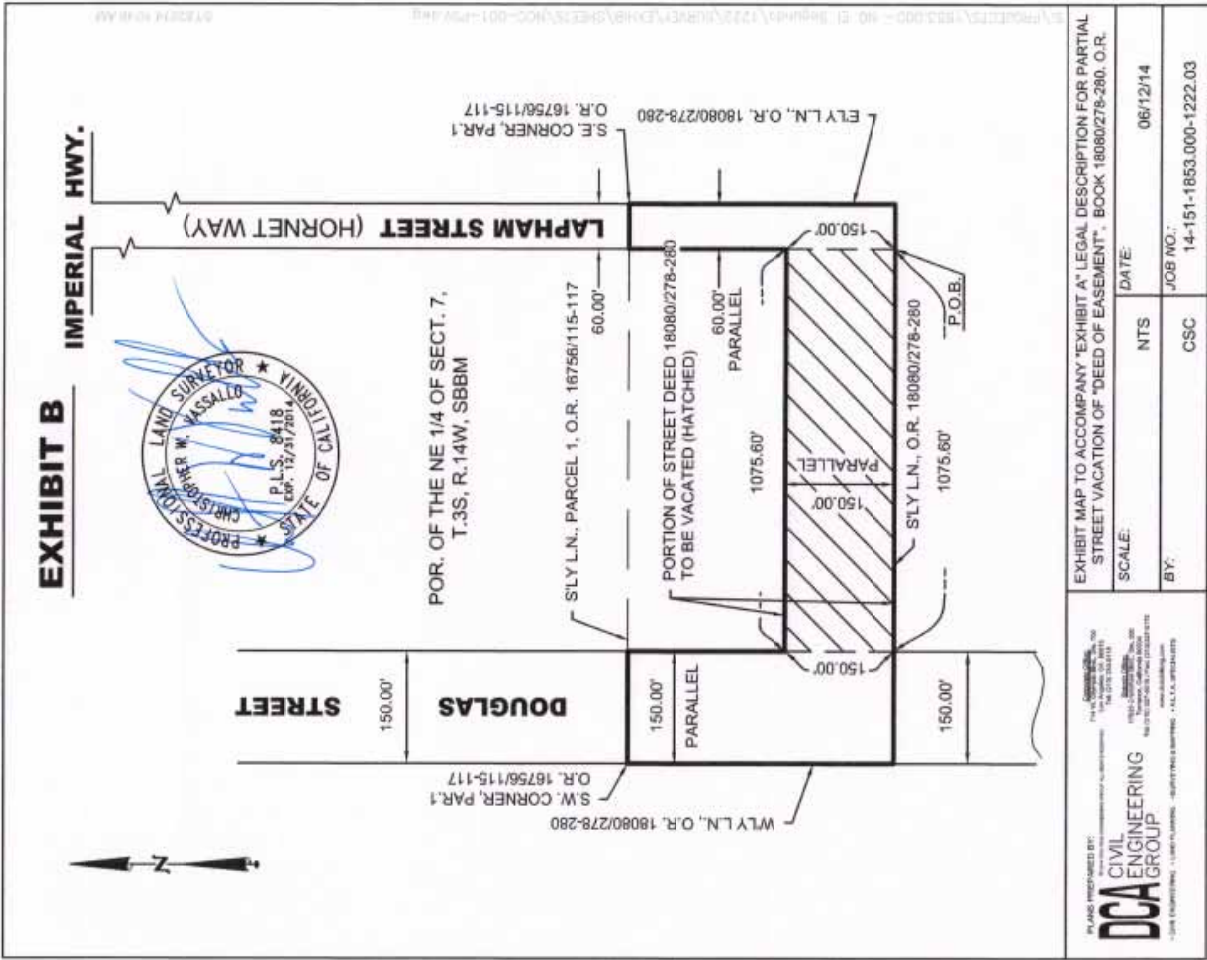 EXHIBIT B
IMPERIAL HWY.
PROFESSIONAL LAND SURVEYOR
CHRISTOPHER W. VASSALLO
P.L.S. 8418
EXP. 12/31/2014
STATE OF CALIFORNIA
N
POR. OF THE NE 1/4 OF SECT. 7,
T.3S, R.14W, SBBM
LAPHAM STREET (HORNET WAY)
S.E. CORNER, PAR.1
O.R. 16756/115-117
E'LY L.N., O.R. 18080/278-280
S'LY L.N., PARCEL 1, O.R. 16756/115-117
60.00'
60.00'
PARALLEL
PORTION OF STREET DEED 18080/278-280
TO BE VACATED (HATCHED)
1075.60'
150.00'
150.00'
PARALLEL
150.00'
S'LY L.N., O.R. 18080/278-280
P.O.B.
1075.60'
DOUGLAS STREET
150.00'
150.00'
PARALLEL
150.00'
S.W. CORNER, PAR.1
O.R. 16756/115-117
W'LY L.N., O.R. 18080/278-280
PLANS PREPARED BY:
DCA CIVIL
ENGINEERING
GROUP
EXHIBIT MAP TO ACCOMPANY "EXHIBIT A" LEGAL DESCRIPTION FOR PARTIAL
STREET VACATION OF "DEED OF EASEMENT", BOOK 18080/278-280, O.R.
SCALE: NTS
DATE: 06/12/14
BY: CSC
JOB NO.: 14-151-1853.000-1222.03